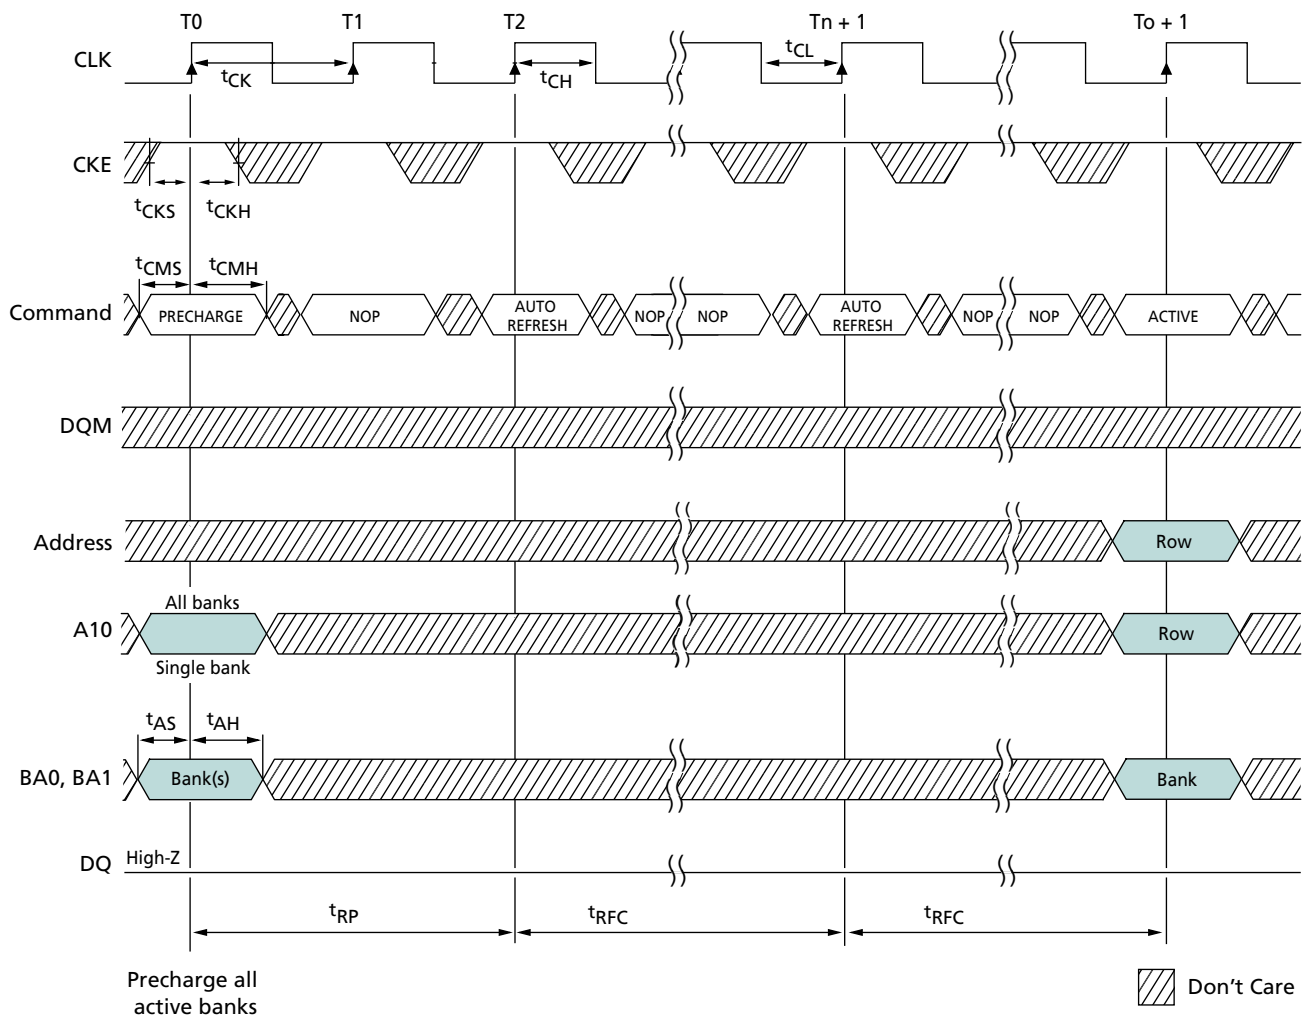 T0 T1 T2 Tn + 1 To + 1
CLK
tCK tCH tCL
CKE
tCKS tCKH
tCMS tCMH
Command PRECHARGE NOP AUTO REFRESH NOP NOP AUTO REFRESH NOP NOP ACTIVE
DQM
Address Row
All banks
A10 Row
Single bank
tAS tAH
BA0, BA1 Bank(s) Bank
DQ High-Z
tRP tRFC tRFC
Precharge all
active banks
Don't Care